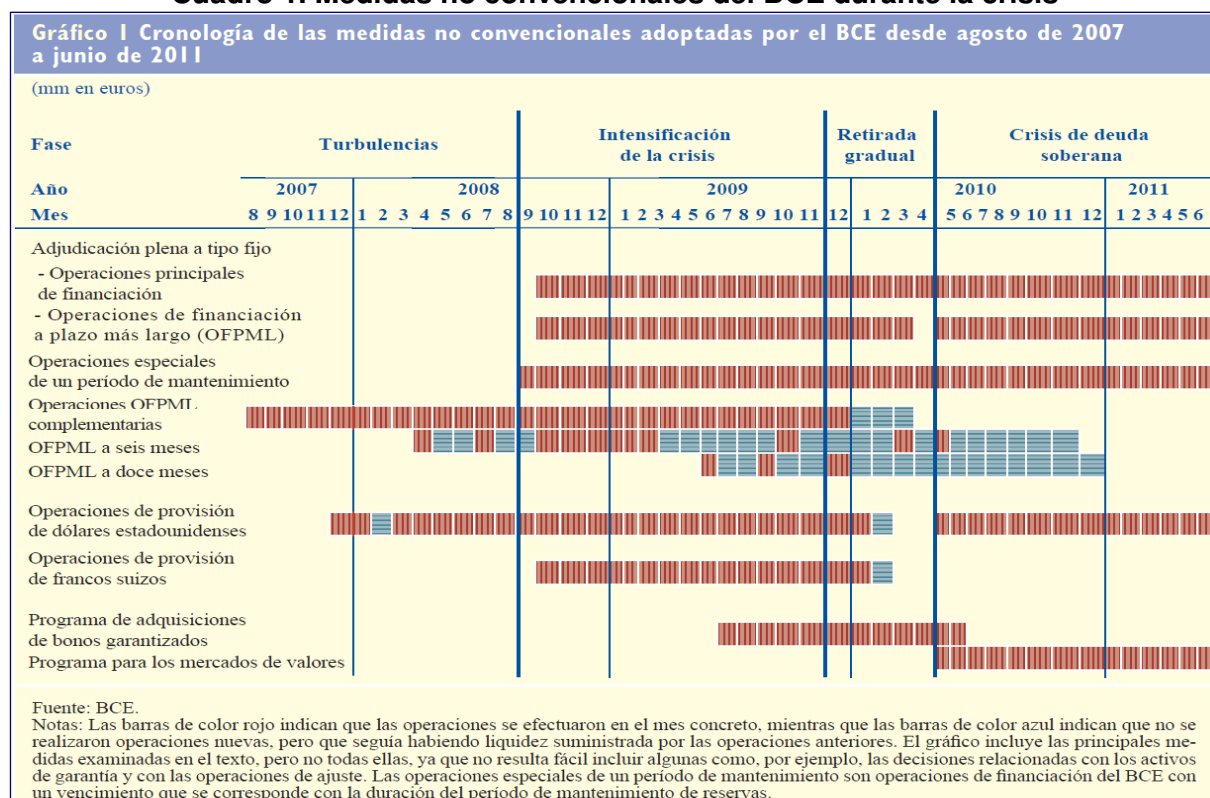 Cuadro 1. Medidas no convencionales del BCE durante la crisis
Gráfico 1 Cronología de las medidas no convencionales adoptadas por el BCE desde agosto de 2007
a junio de 2011
(mm en euros)
Fase
Turbulencias
Intensificación
de la crisis
Retirada
gradual
Crisis de deuda
soberana
Año
2007 2008 2009 2010 2011
Mes
8 9 10 11 12 1 2 3 4 5 6 7 8 9 10 11 12 1 2 3 4 5 6 7 8 9 10 11 12 1 2 3 4 5 6 7 8 9 10 11 12 1 2 3 4 5 6
Adjudicación plena a tipo fijo
- Operaciones principales
de financiación
- Operaciones de financiación
a plazo más largo (OFPML)
Operaciones especiales
de un período de mantenimiento
Operaciones OFPML
complementarias
OFPML a seis meses
OFPML a doce meses
Operaciones de provisión
de dólares estadounidenses
Operaciones de provisión
de francos suizos
Programa de adquisiciones
de bonos garantizados
Programa para los mercados de valores
Fuente: BCE.
Notas: Las barras de color rojo indican que las operaciones se efectuaron en el mes concreto, mientras que las barras de color azul indican que no se
realizaron operaciones nuevas, pero que seguía habiendo liquidez suministrada por las operaciones anteriores. El gráfico incluye las principales me-
didas examinadas en el texto, pero no todas ellas, ya que no resulta fácil incluir algunas como, por ejemplo, las decisiones relacionadas con los activos
de garantía y con las operaciones de ajuste. Las operaciones especiales de un período de mantenimiento son operaciones de financiación del BCE con
un vencimiento que se corresponde con la duración del período de mantenimiento de reservas.